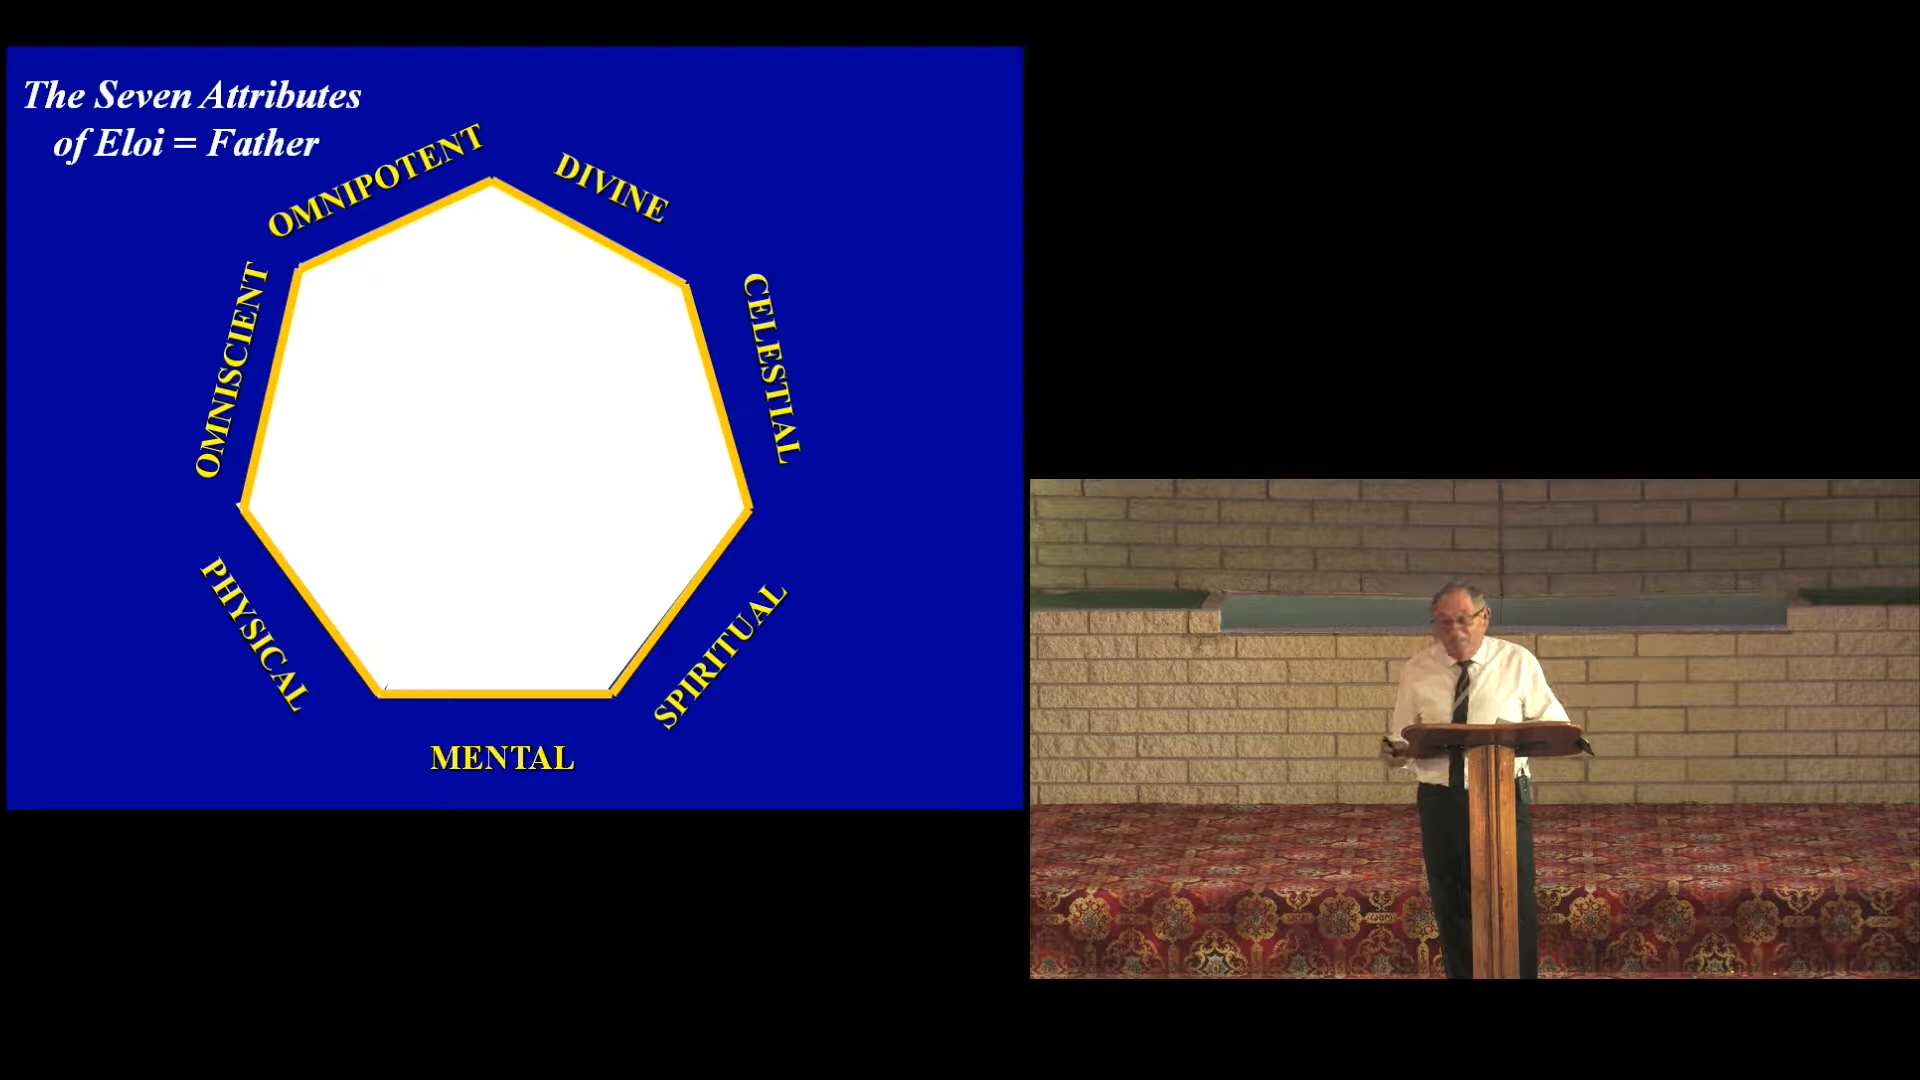 The Seven Attributes
of Eloi = Father
OMNIPOTENT
DIVINE
CELESTIAL
SPIRITUAL
MENTAL
PHYSICAL
OMNISCIENT